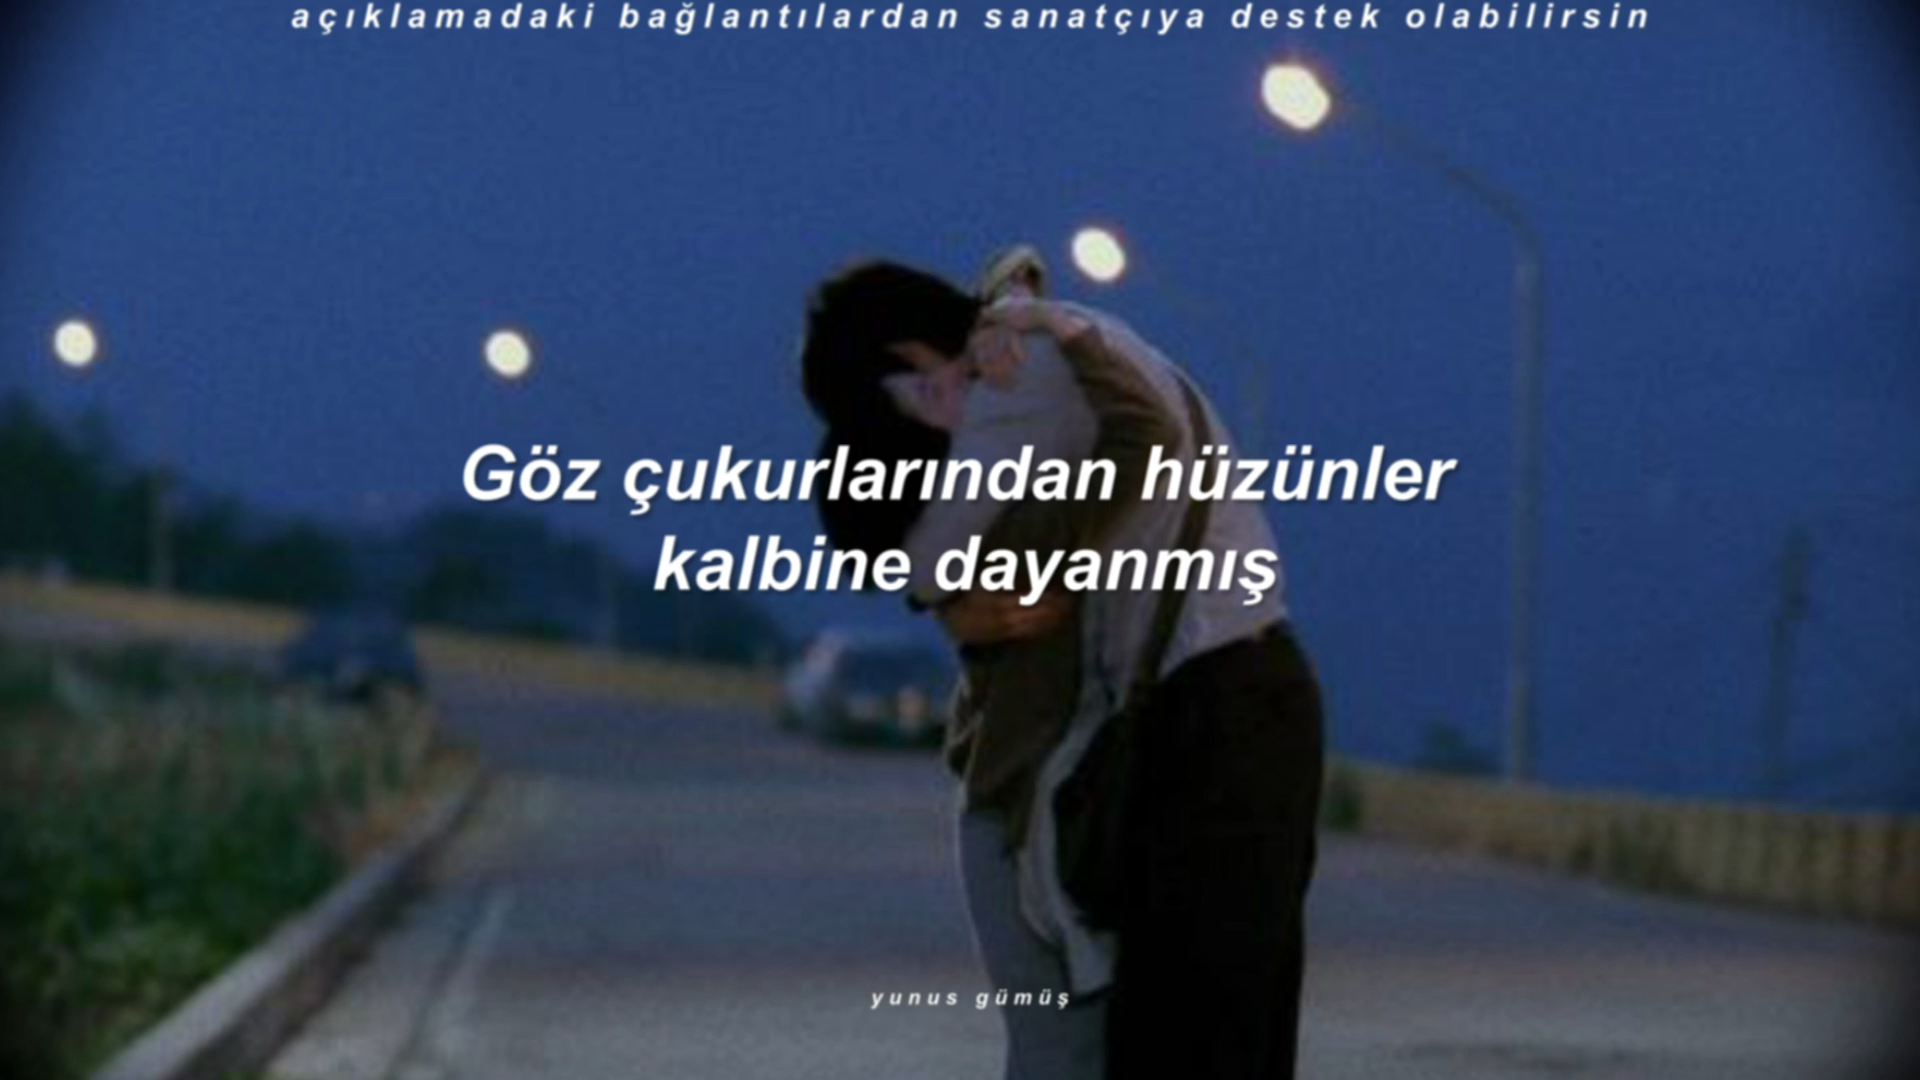 açıklamadaki bağlantılardan sanatçıya destek olabilirsin
Göz çukurlarından hüzünler
kalbine dayanmış
yunus gümüş